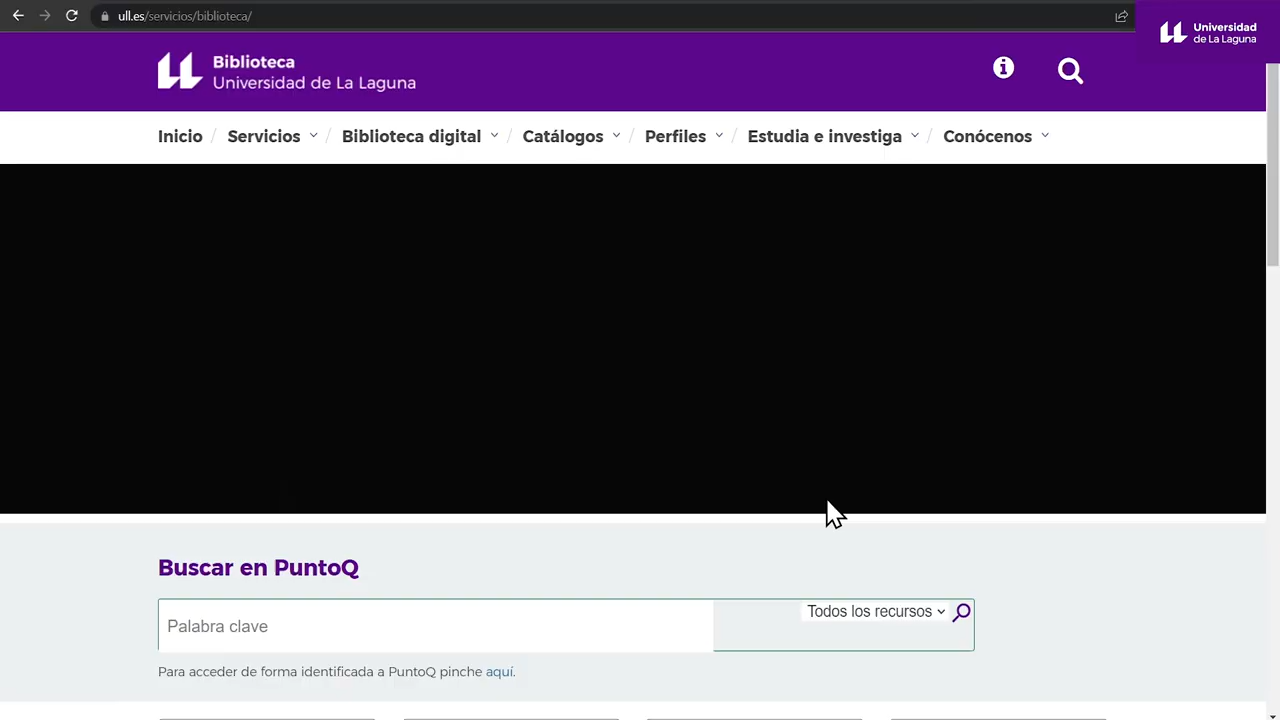 ull.es/servicios/biblioteca/
Universidad
de La Laguna
Biblioteca
Universidad de La Laguna
Inicio / Servicios / Biblioteca digital / Catálogos / Perfiles / Estudia e investiga / Conócenos
Buscar en PuntoQ
Palabra clave
Todos los recursos
Para acceder de forma identificada a PuntoQ pinche aquí.